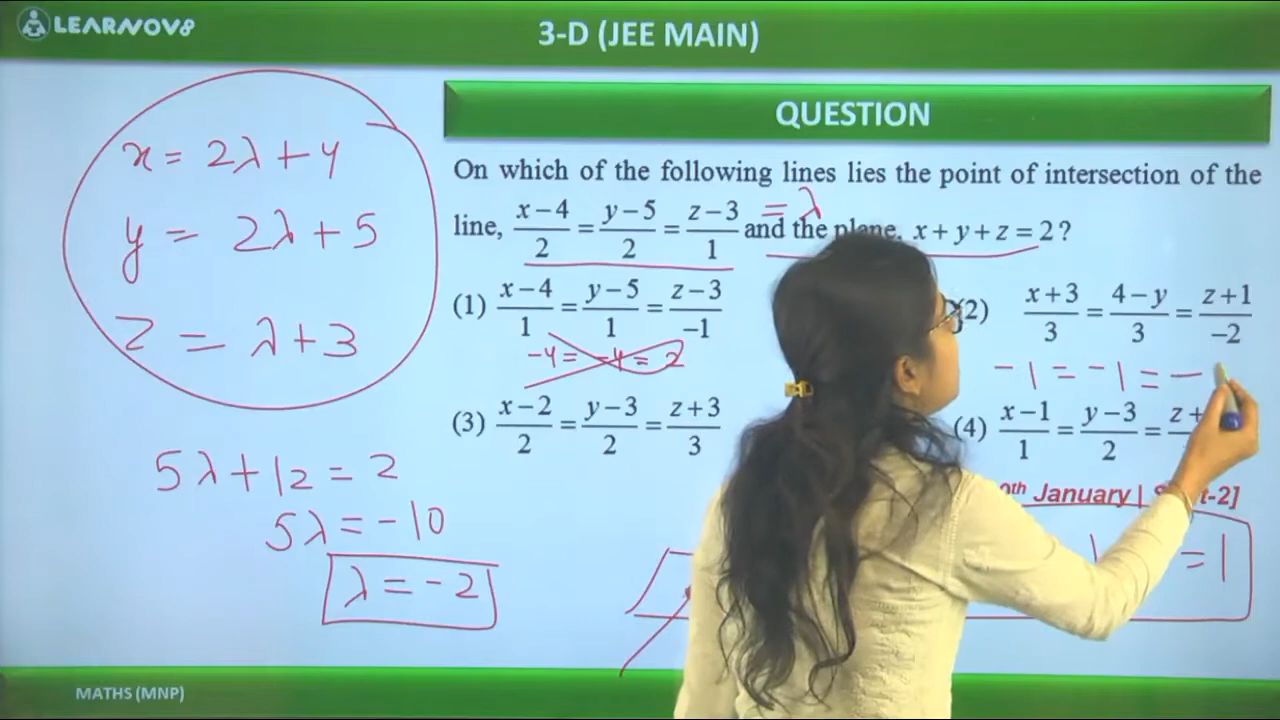 LEARNOV8
3-D (JEE MAIN)
QUESTION
On which of the following lines lies the point of intersection of the
line, (x−4)/2 = (y−5)/2 = (z−3)/1 and the plane, x+y+z=2?
= λ
(1) (x−4)/1 = (y−5)/1 = (z−3)/−1
-4 = -4 = 2
(2) (x+3)/3 = (4−y)/3 = (z+1)/−2
-1 = -1 = -
(3) (x−2)/2 = (y−3)/2 = (z+3)/3
(4) (x−1)/1 = (y−3)/2 = z+
th January |
-2]
= 1
x = 2λ+4
y = 2λ+5
z = λ+3
5λ+12 = 2
5λ = -10
λ = -2
MATHS (MNP)